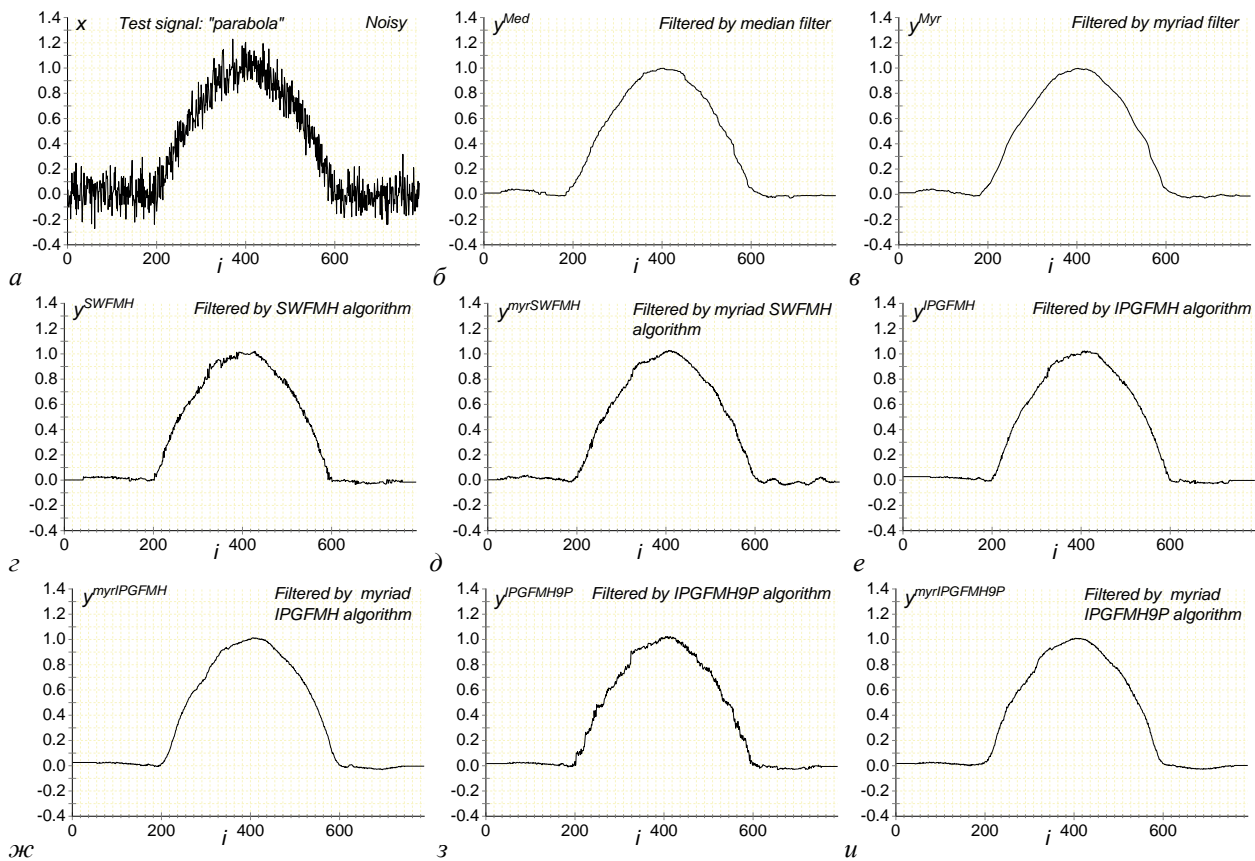 x Test signal: "parabola" Noisy
1.4
1.2
1.0
0.8
0.6
0.4
0.2
0.0
-0.2
-0.4
0 200 400 600
i
а
y^Med Filtered by median filter
1.4
1.2
1.0
0.8
0.6
0.4
0.2
0.0
-0.2
-0.4
0 200 400 600
i
б
y^Myr Filtered by myriad filter
1.4
1.2
1.0
0.8
0.6
0.4
0.2
0.0
-0.2
-0.4
0 200 400 600
i
в
y^SWFMH Filtered by SWFMH algorithm
1.4
1.2
1.0
0.8
0.6
0.4
0.2
0.0
-0.2
-0.4
0 200 400 600
i
г
y^myrSWFMH Filtered by myriad SWFMH
algorithm
1.4
1.2
1.0
0.8
0.6
0.4
0.2
0.0
-0.2
-0.4
0 200 400 600
i
д
y^IPGFMH Filtered by IPGFMH algorithm
1.4
1.2
1.0
0.8
0.6
0.4
0.2
0.0
-0.2
-0.4
0 200 400 600
i
е
y^myrIPGFMH Filtered by myriad
IPGFMH algorithm
1.4
1.2
1.0
0.8
0.6
0.4
0.2
0.0
-0.2
-0.4
0 200 400 600
i
ж
y^IPGFMH9P Filtered by IPGFMH9P algorithm
1.4
1.2
1.0
0.8
0.6
0.4
0.2
0.0
-0.2
-0.4
0 200 400 600
i
з
y^myrIPGFMH9P Filtered by myriad
IPGFMH9P algorithm
1.4
1.2
1.0
0.8
0.6
0.4
0.2
0.0
-0.2
-0.4
0 200 400 600
i
и